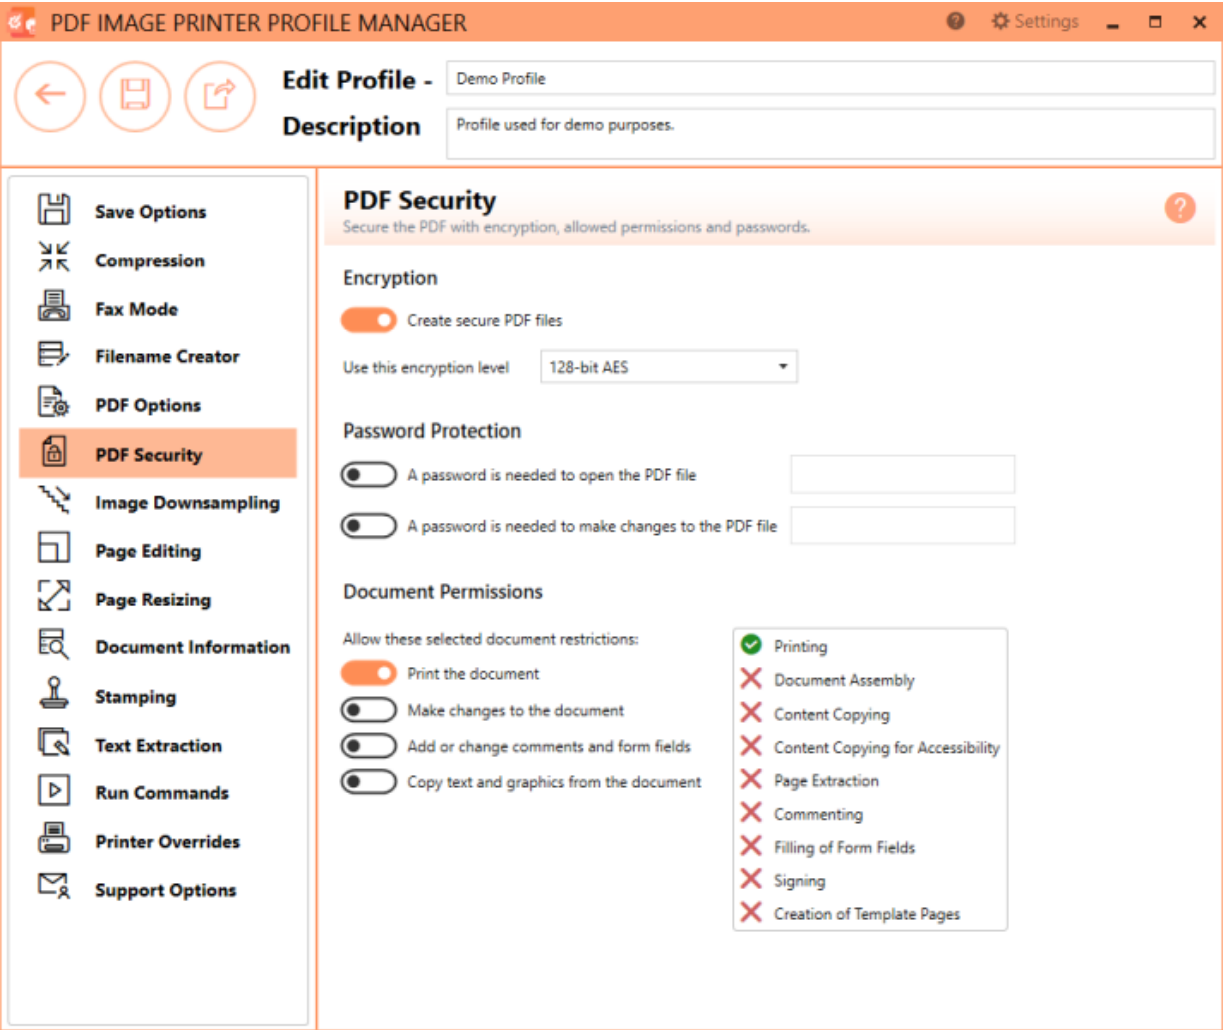 PDF IMAGE PRINTER PROFILE MANAGER
Settings
Edit Profile -
Demo Profile
Description
Profile used for demo purposes.
Save Options
Compression
Fax Mode
Filename Creator
PDF Options
PDF Security
Image Downsampling
Page Editing
Page Resizing
Document Information
Stamping
Text Extraction
Run Commands
Printer Overrides
Support Options
PDF Security
Secure the PDF with encryption, allowed permissions and passwords.
Encryption
Create secure PDF files
Use this encryption level
128-bit AES
Password Protection
A password is needed to open the PDF file
A password is needed to make changes to the PDF file
Document Permissions
Allow these selected document restrictions:
Print the document
Make changes to the document
Add or change comments and form fields
Copy text and graphics from the document
Printing
Document Assembly
Content Copying
Content Copying for Accessibility
Page Extraction
Commenting
Filling of Form Fields
Signing
Creation of Template Pages